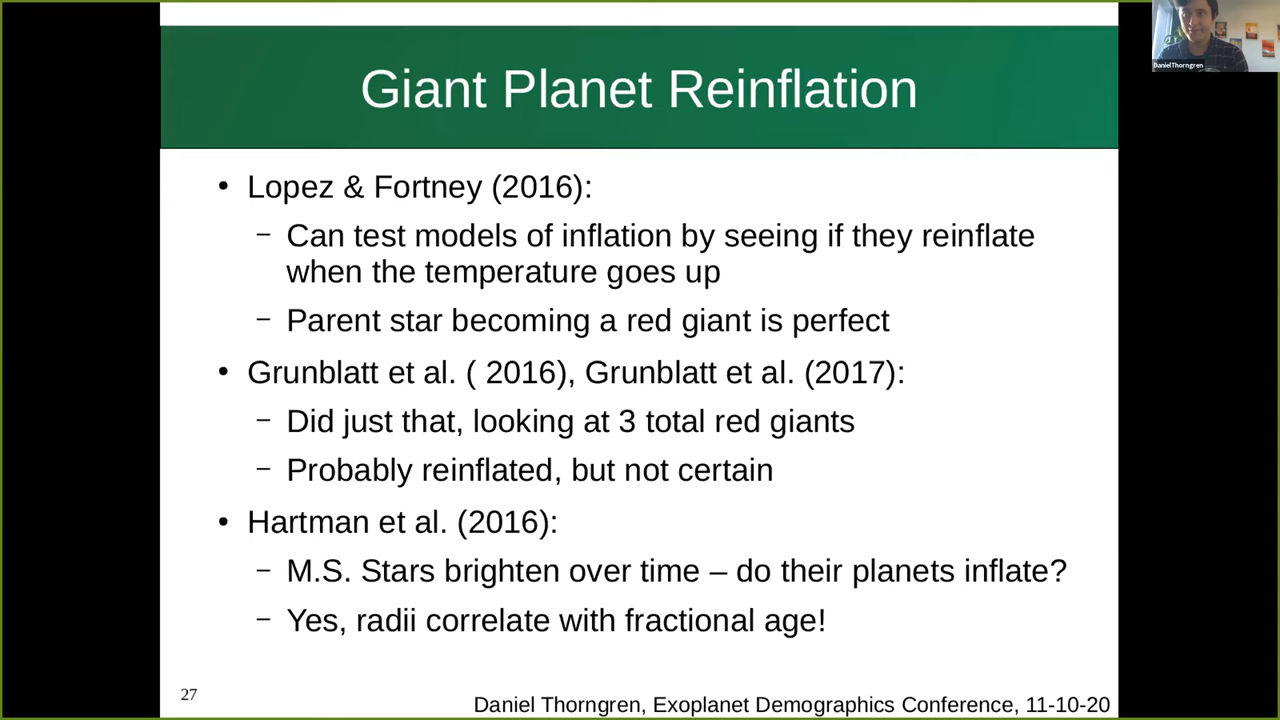 Giant Planet Reinflation
DanielThorngren
• Lopez & Fortney (2016):
– Can test models of inflation by seeing if they reinflate
when the temperature goes up
– Parent star becoming a red giant is perfect
• Grunblatt et al. ( 2016), Grunblatt et al. (2017):
– Did just that, looking at 3 total red giants
– Probably reinflated, but not certain
• Hartman et al. (2016):
– M.S. Stars brighten over time – do their planets inflate?
– Yes, radii correlate with fractional age!
27
Daniel Thorngren, Exoplanet Demographics Conference, 11-10-20